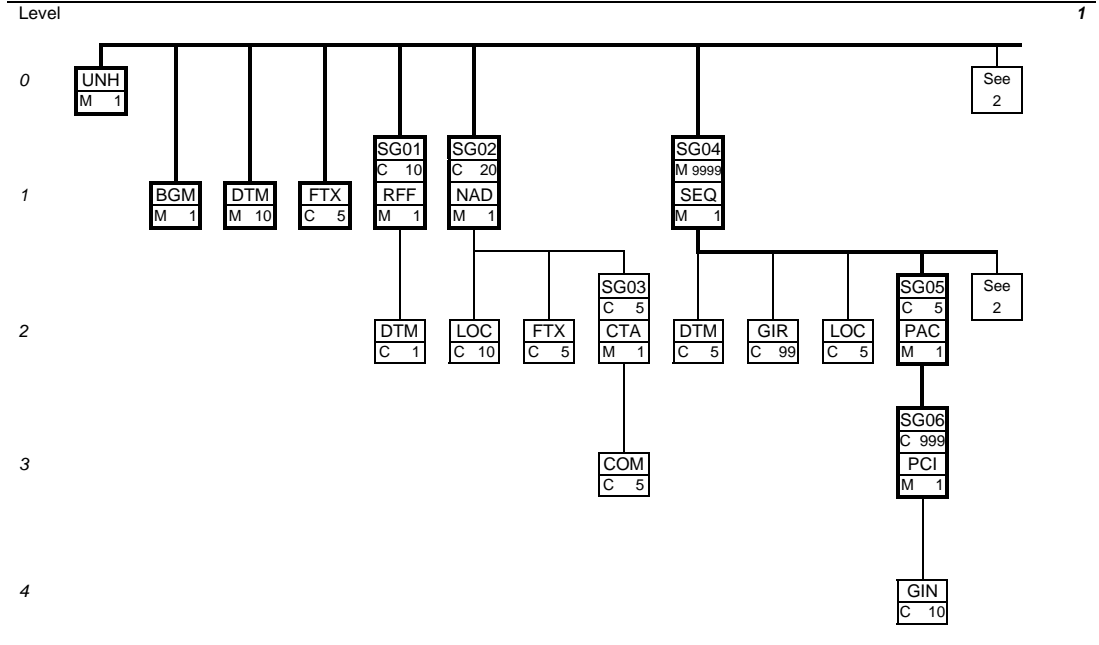 Level 1
0 UNH See
M 1 2
SG01 SG02 SG04
C 10 C 20 M 9999
1 BGM DTM FTX RFF NAD SEQ
M 1 M 10 C 5 M 1 M 1 M 1
SG03 SG05 See
C 5 C 5 2
2 DTM LOC FTX CTA DTM GIR LOC PAC
C 1 C 10 C 5 M 1 C 5 C 99 C 5 M 1
SG06
C 999
3 COM PCI
C 5 M 1
4 GIN
C 10